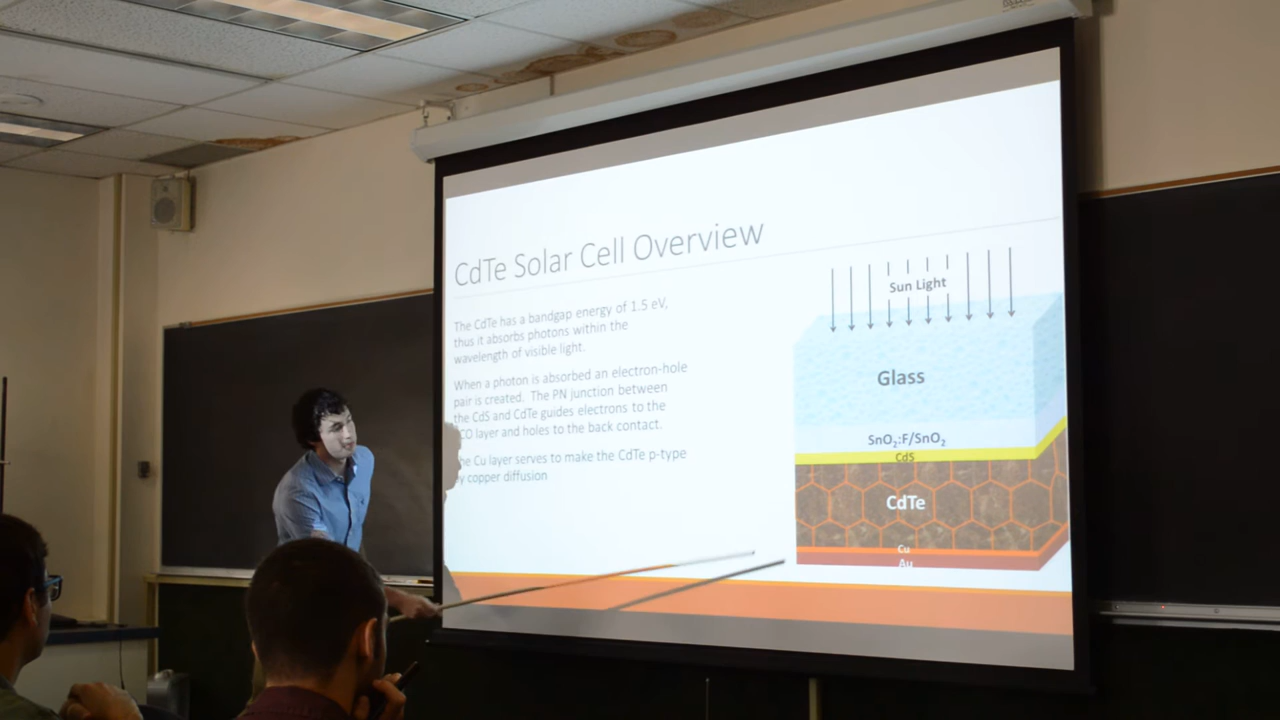 CdTe Solar Cell Overview
The CdTe has a bandgap energy of 1.5 eV,
thus it absorbs photons within the
wavelength of visible light.
When a photon is absorbed an electron-hole
pair is created. The PN junction between
the CdS and CdTe guides electrons to the
CO layer and holes to the back contact.
he Cu layer serves to make the CdTe p-type
y copper diffusion
Sun Light
Glass
SnO₂:F/SnO₂
CdS
CdTe
Cu
Au